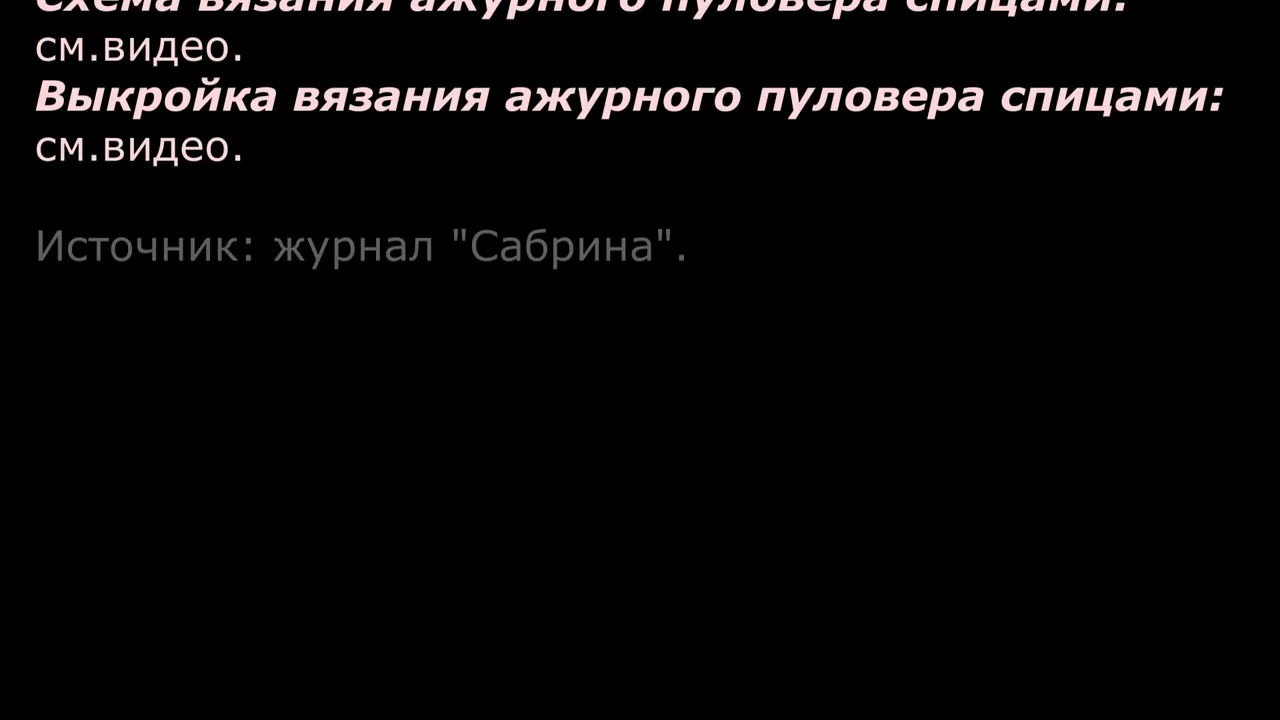 Схема вязания ажурного пуловера спицами:
см.видео.
Выкройка вязания ажурного пуловера спицами:
см.видео.
Источник: журнал "Сабрина".